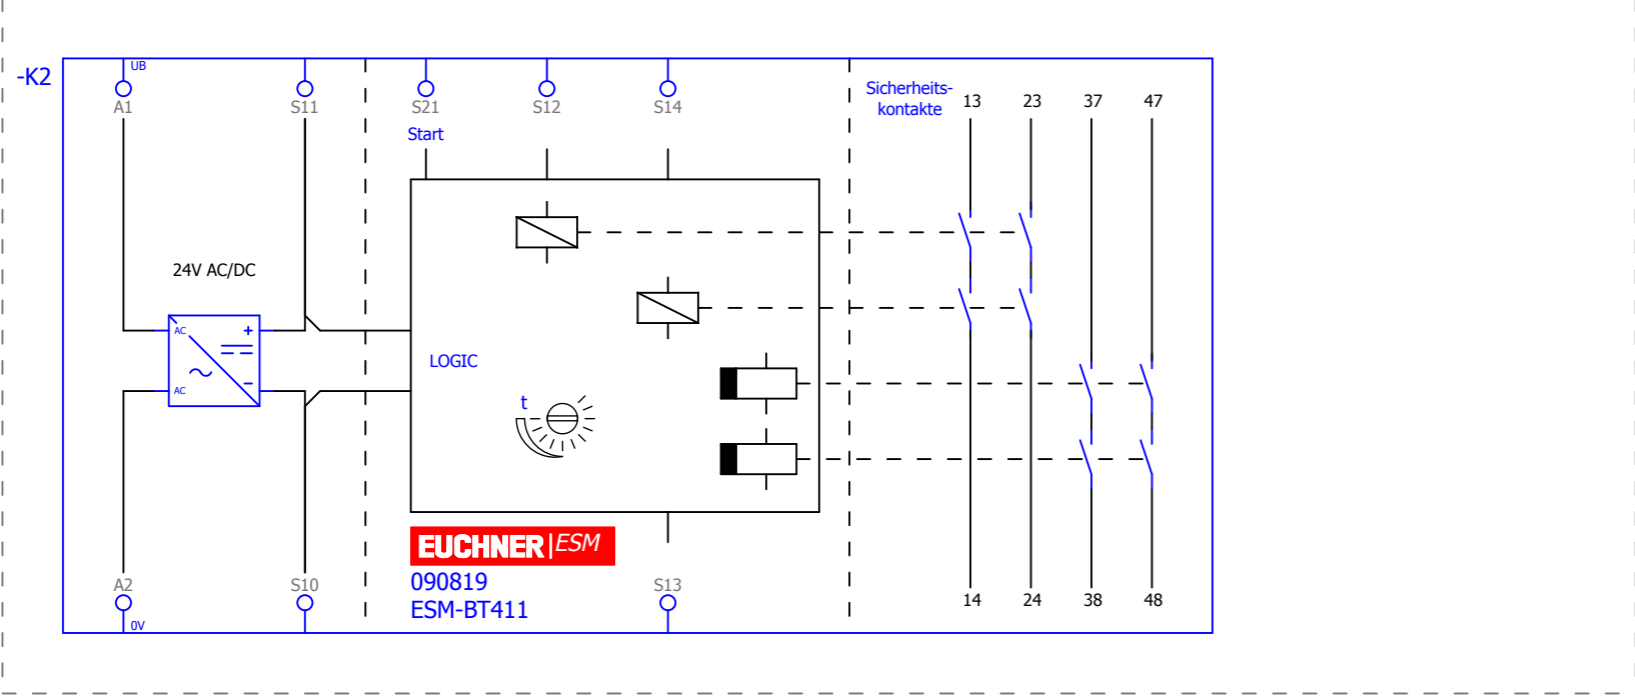 -K2
UB
A1
S11
S21
S12
S14
Start
Sicherheits-
kontakte
13
23
37
47
24V AC/DC
AC
+
AC
−
LOGIC
t
EUCHNER|ESM
090819
ESM-BT411
A2
S10
S13
0V
14
24
38
48